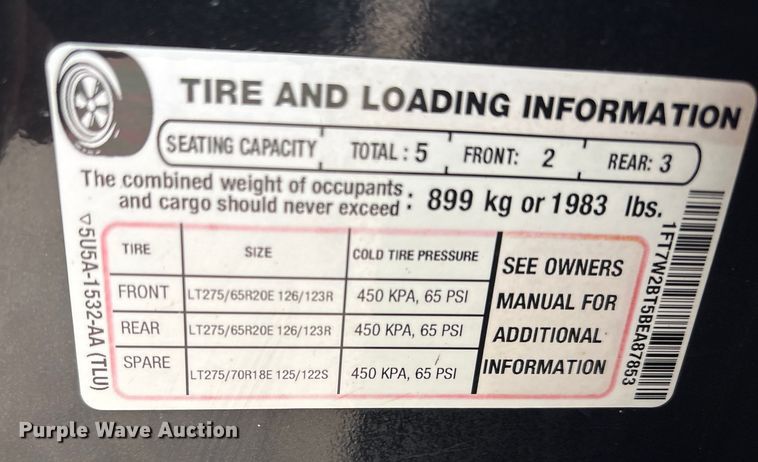 TIRE AND LOADING INFORMATION
SEATING CAPACITY TOTAL : 5 FRONT: 2 REAR: 3
The combined weight of occupants
and cargo should never exceed : 899 kg or 1983 lbs.
TIRE SIZE COLD TIRE PRESSURE
FRONT LT275/65R20E 126/123R 450 KPA, 65 PSI
REAR LT275/65R20E 126/123R 450 KPA, 65 PSI
SPARE LT275/70R18E 125/122S 450 KPA, 65 PSI
SEE OWNERS
MANUAL FOR
ADDITIONAL
INFORMATION
5U5A-1532-AA (TLU)
1FT7W2BT5BEA87853
Purple Wave Auction